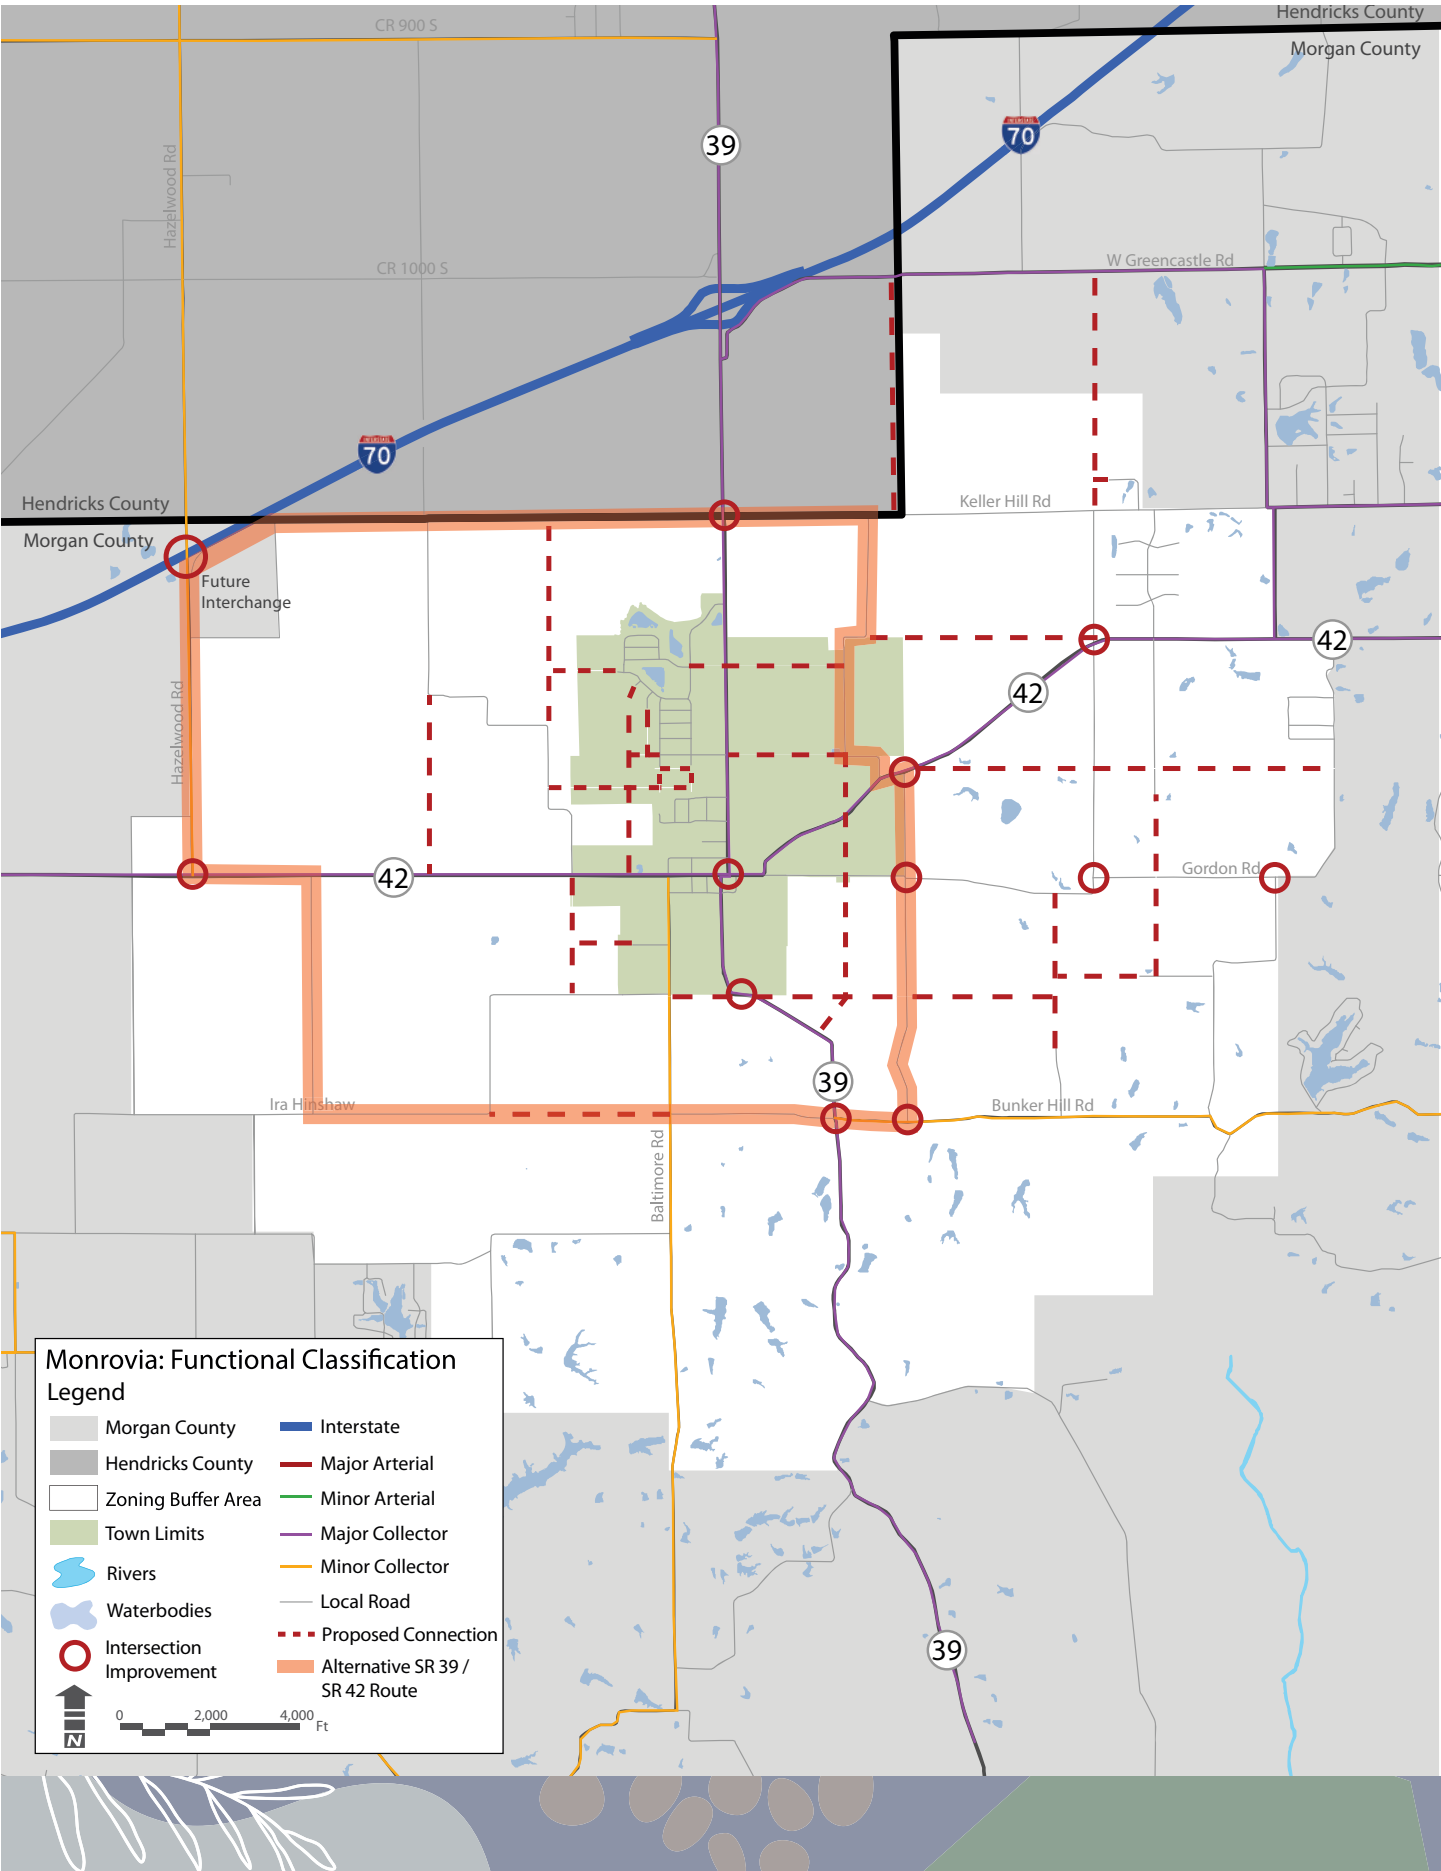 Hendricks County
CR 900 S
Morgan County
INTERSTATE
70
39
Hazelwood Rd
W Greencastle Rd
CR 1000 S
INTERSTATE
70
Hendricks County
Keller Hill Rd
Morgan County
Future
Interchange
42
42
Hazelwood Rd
Gordon Rd
42
39
Ira Hinshaw
Bunker Hill Rd
Baltimore Rd
Monrovia: Functional Classification
Legend
Morgan County
Hendricks County
Zoning Buffer Area
Town Limits
Rivers
Waterbodies
Intersection
Improvement
Interstate
Major Arterial
Minor Arterial
Major Collector
Minor Collector
Local Road
Proposed Connection
Alternative SR 39 /
SR 42 Route
N
0 2,000 4,000 Ft
39